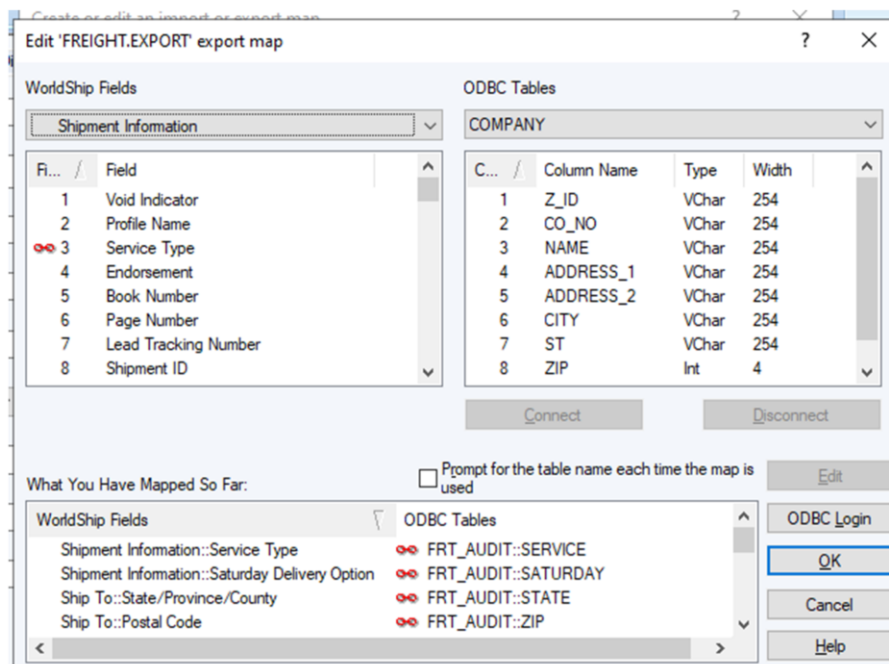 Create or edit an import or export map ?
Edit 'FREIGHT.EXPORT' export map ?
WorldShip Fields ODBC Tables
Shipment Information COMPANY
Fi... Field C... Column Name Type Width
1 Void Indicator 1 Z_ID VChar 254
2 Profile Name 2 CO_NO VChar 254
3 Service Type 3 NAME VChar 254
4 Endorsement 4 ADDRESS_1 VChar 254
5 Book Number 5 ADDRESS_2 VChar 254
6 Page Number 6 CITY VChar 254
7 Lead Tracking Number 7 ST VChar 254
8 Shipment ID 8 ZIP Int 4
Connect Disconnect
What You Have Mapped So Far: Prompt for the table name each time the map is used Edit
WorldShip Fields ODBC Tables ODBC Login
Shipment Information::Service Type FRT_AUDIT::SERVICE
Shipment Information::Saturday Delivery Option FRT_AUDIT::SATURDAY OK
Ship To::State/Province/County FRT_AUDIT::STATE Cancel
Ship To::Postal Code FRT_AUDIT::ZIP
Help